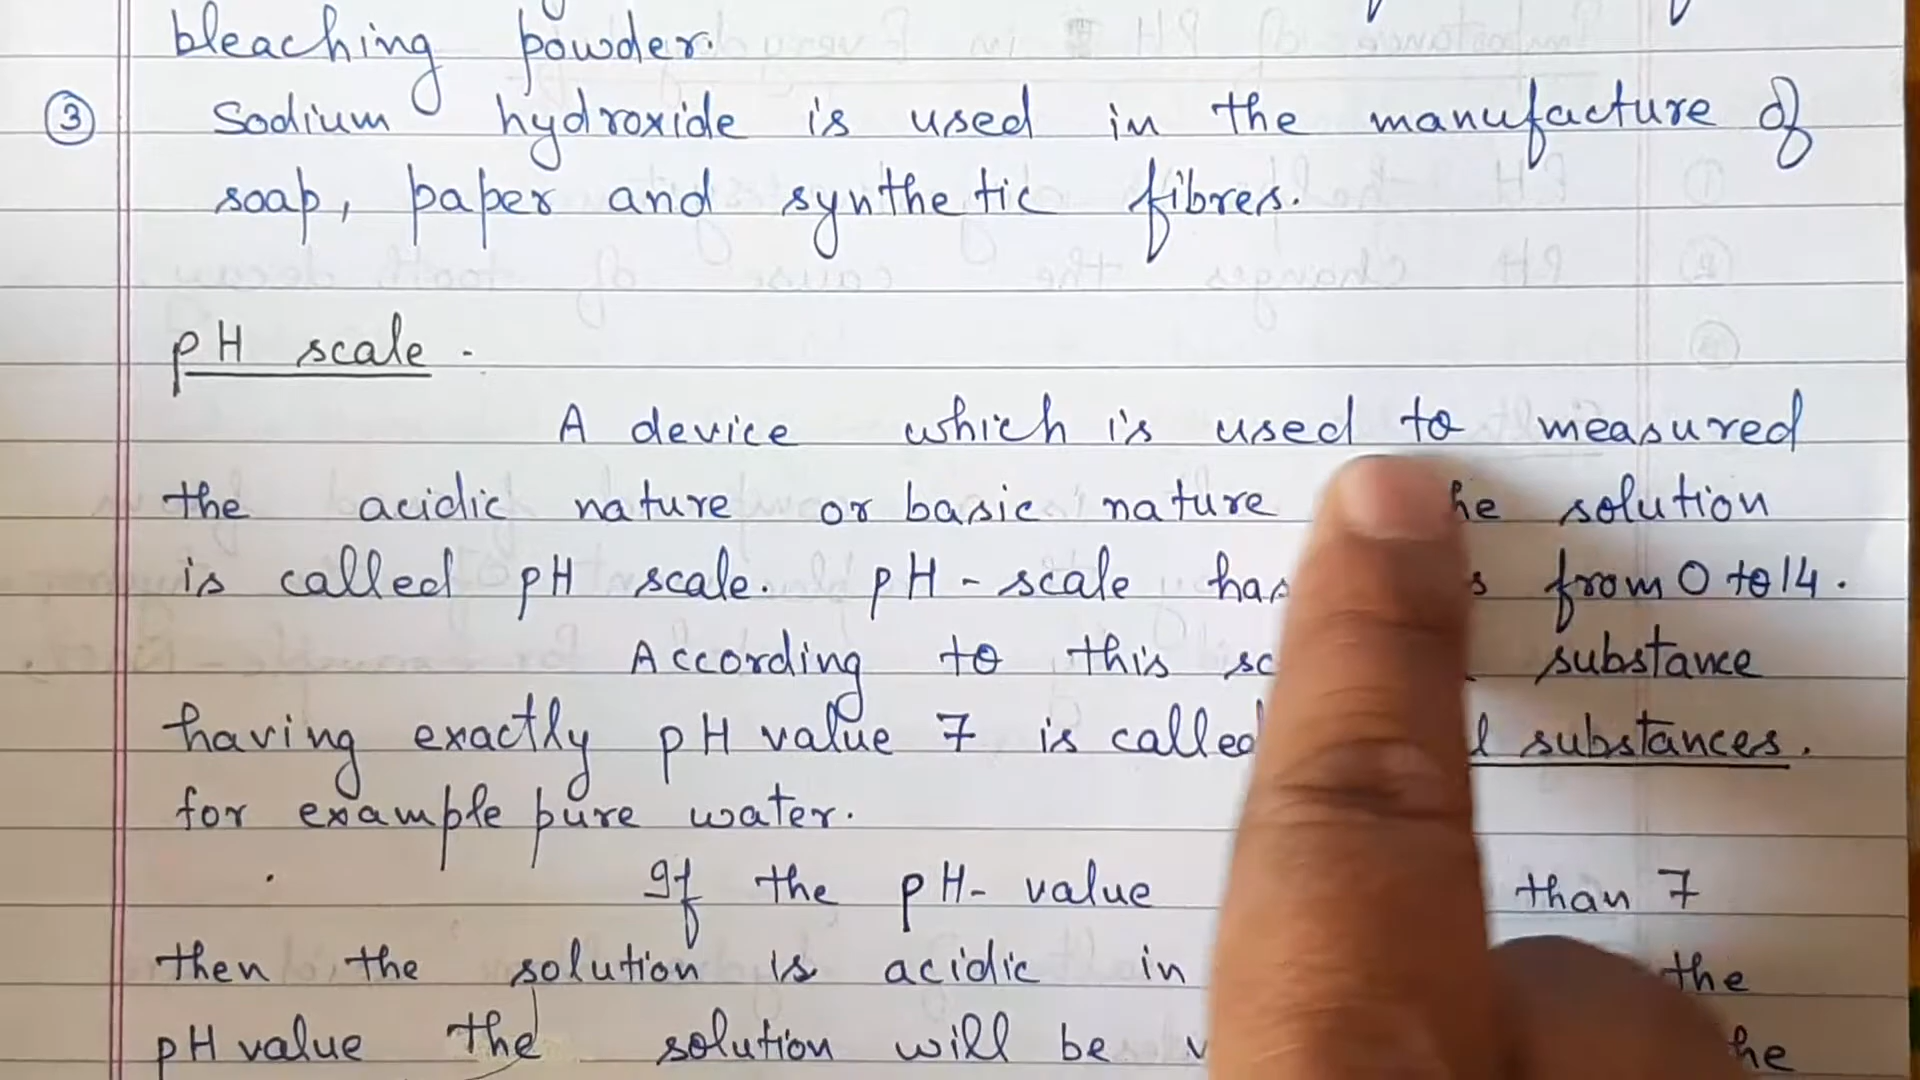 bleaching powder.
③ Sodium hydroxide is used in the manufacture of
soap, paper and synthetic fibres.
pH scale -
A device which is used to measured
the acidic nature or basic nature he solution
is called pH scale. pH - scale has s from 0 to 14.
According to this sc substance
having exactly pH value 7 is called l substances.
for example pure water.
If the pH- value than 7
then the solution is acidic in the
pH value the solution will be v he